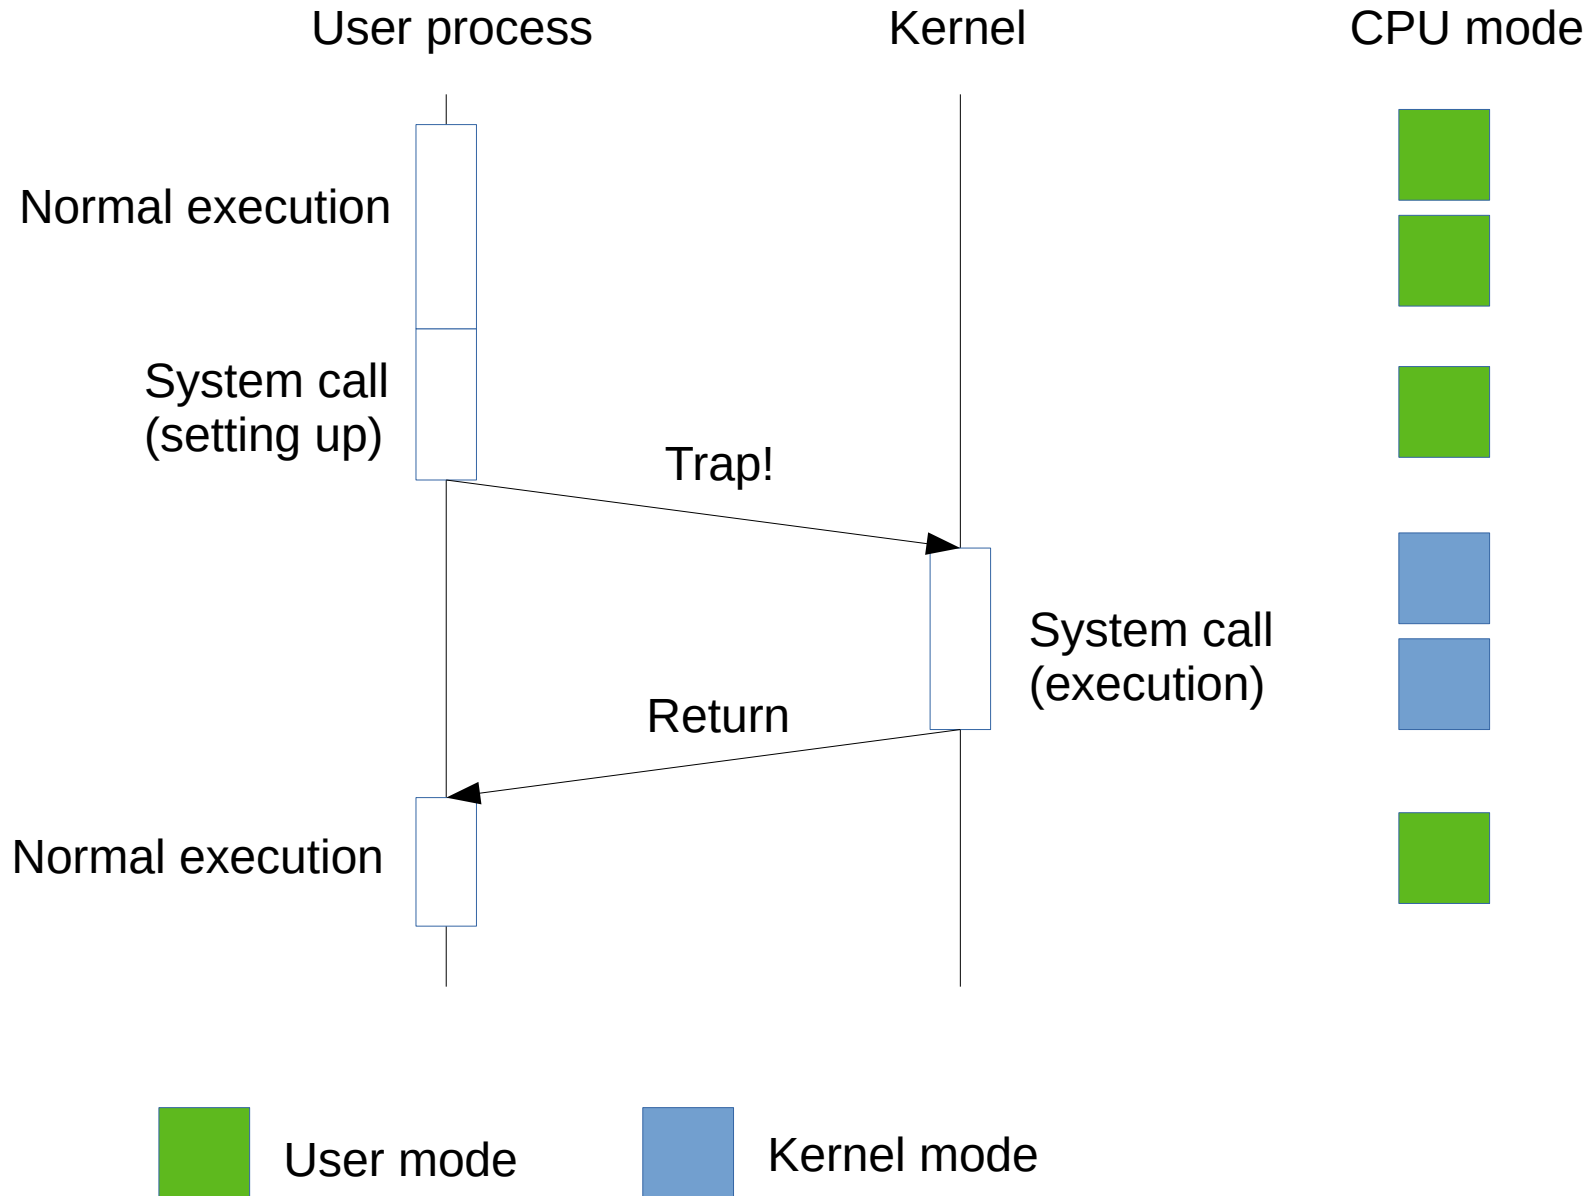 User process
Kernel
CPU mode
Normal execution
System call
(setting up)
Trap!
System call
(execution)
Return
Normal execution
User mode
Kernel mode